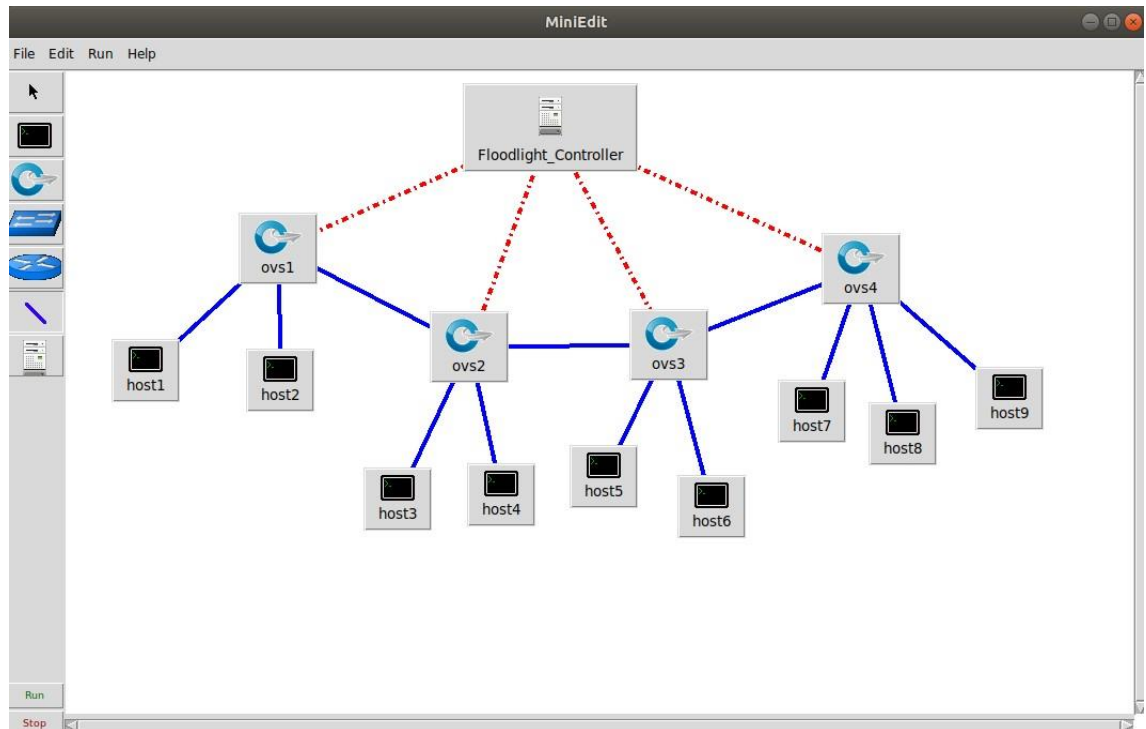 MiniEdit
File Edit Run Help
Floodlight_Controller
ovs1
ovs4
ovs2
ovs3
host1
host2
host7
host8
host9
host3
host4
host5
host6
Run
Stop